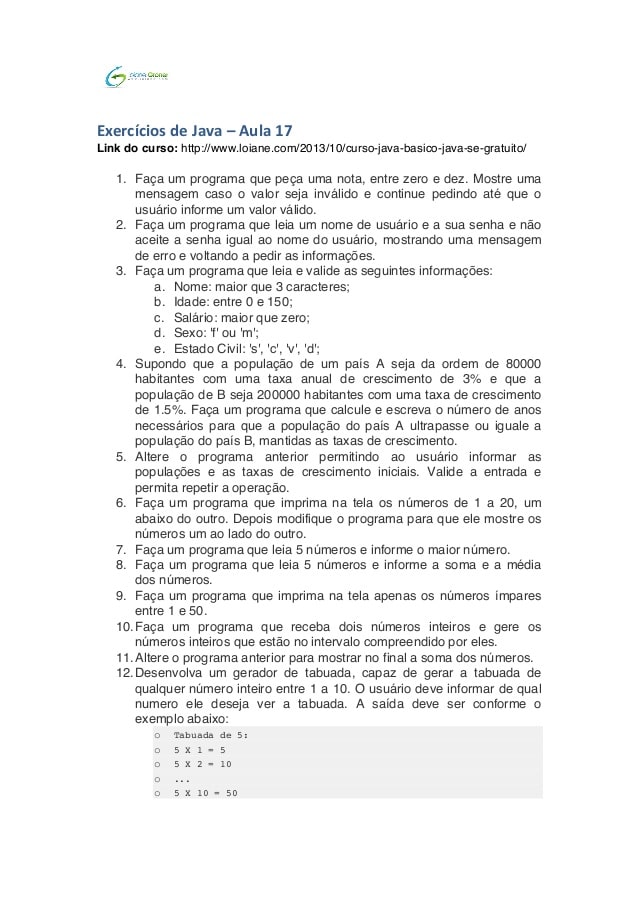 Exercícios de Java – Aula 17
Link do curso: http://www.loiane.com/2013/10/curso-java-basico-java-se-gratuito/
1. Faça um programa que peça uma nota, entre zero e dez. Mostre uma
mensagem caso o valor seja inválido e continue pedindo até que o
usuário informe um valor válido.
2. Faça um programa que leia um nome de usuário e a sua senha e não
aceite a senha igual ao nome do usuário, mostrando uma mensagem
de erro e voltando a pedir as informações.
3. Faça um programa que leia e valide as seguintes informações:
a. Nome: maior que 3 caracteres;
b. Idade: entre 0 e 150;
c. Salário: maior que zero;
d. Sexo: 'f' ou 'm';
e. Estado Civil: 's', 'c', 'v', 'd';
4. Supondo que a população de um país A seja da ordem de 80000
habitantes com uma taxa anual de crescimento de 3% e que a
população de B seja 200000 habitantes com uma taxa de crescimento
de 1.5%. Faça um programa que calcule e escreva o número de anos
necessários para que a população do país A ultrapasse ou iguale a
população do país B, mantidas as taxas de crescimento.
5. Altere o programa anterior permitindo ao usuário informar as
populações e as taxas de crescimento iniciais. Valide a entrada e
permita repetir a operação.
6. Faça um programa que imprima na tela os números de 1 a 20, um
abaixo do outro. Depois modifique o programa para que ele mostre os
números um ao lado do outro.
7. Faça um programa que leia 5 números e informe o maior número.
8. Faça um programa que leia 5 números e informe a soma e a média
dos números.
9. Faça um programa que imprima na tela apenas os números ímpares
entre 1 e 50.
10. Faça um programa que receba dois números inteiros e gere os
números inteiros que estão no intervalo compreendido por eles.
11. Altere o programa anterior para mostrar no final a soma dos números.
12. Desenvolva um gerador de tabuada, capaz de gerar a tabuada de
qualquer número inteiro entre 1 a 10. O usuário deve informar de qual
numero ele deseja ver a tabuada. A saída deve ser conforme o
exemplo abaixo:
o Tabuada de 5:
o 5 X 1 = 5
o 5 X 2 = 10
o ...
o 5 X 10 = 50